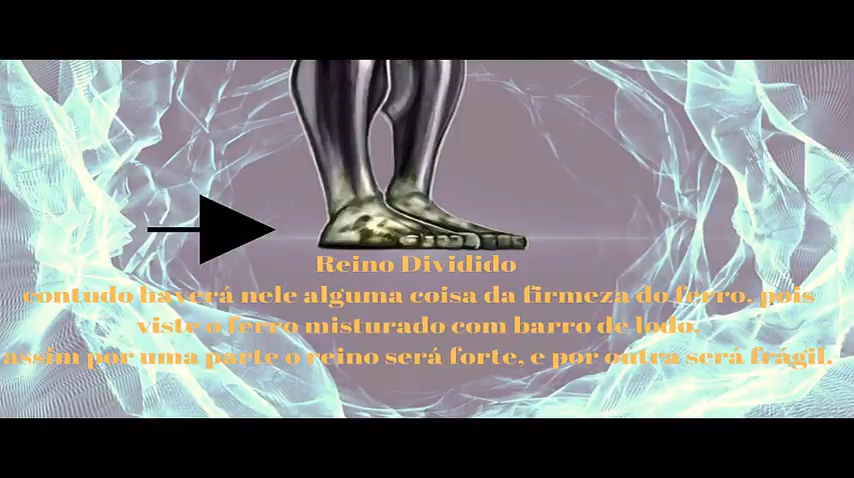 Reino Dividido
contudo haverá nele alguma coisa da firmeza do ferro, pois
viste o ferro misturado com barro de lodo,
assim por uma parte o reino será forte, e por outra será frágil.